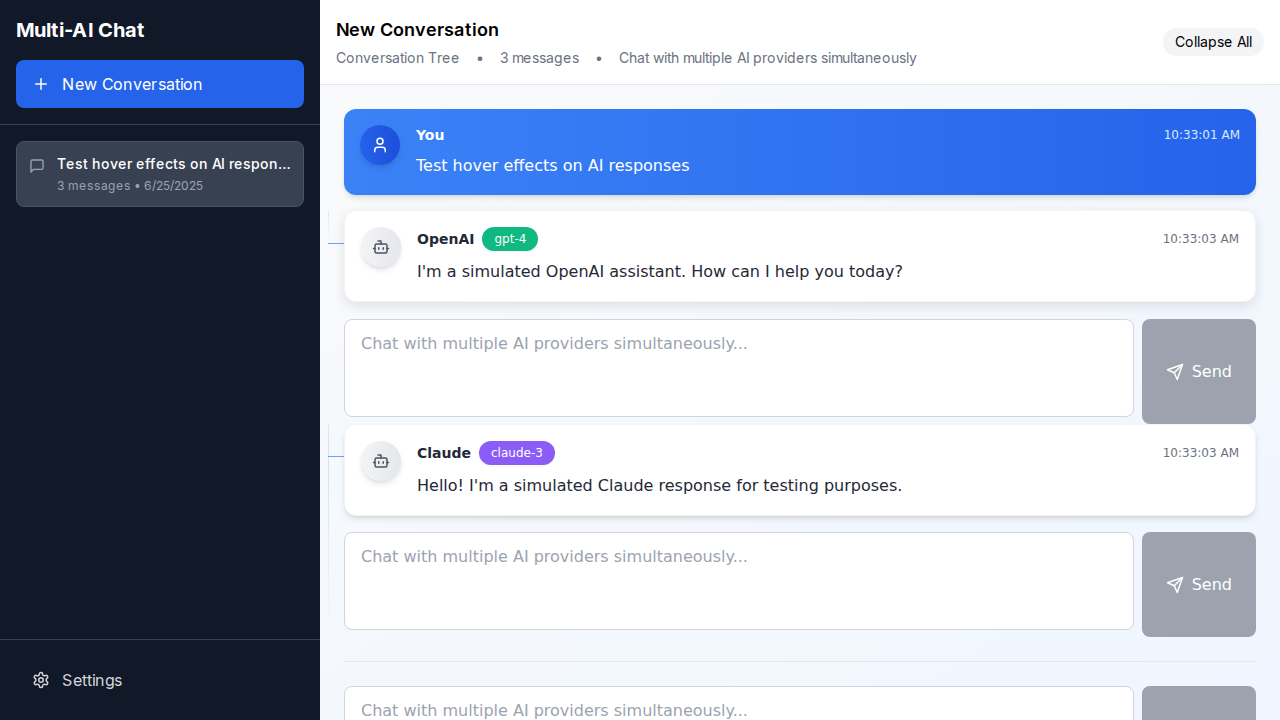 Multi-AI Chat
New Conversation
Test hover effects on AI respon...
3 messages • 6/25/2025
Settings
New Conversation
Conversation Tree • 3 messages • Chat with multiple AI providers simultaneously
Collapse All
You
10:33:01 AM
Test hover effects on AI responses
OpenAI gpt-4
10:33:03 AM
I'm a simulated OpenAI assistant. How can I help you today?
Chat with multiple AI providers simultaneously...
Send
Claude claude-3
10:33:03 AM
Hello! I'm a simulated Claude response for testing purposes.
Chat with multiple AI providers simultaneously...
Send
Chat with multiple AI providers simultaneously...